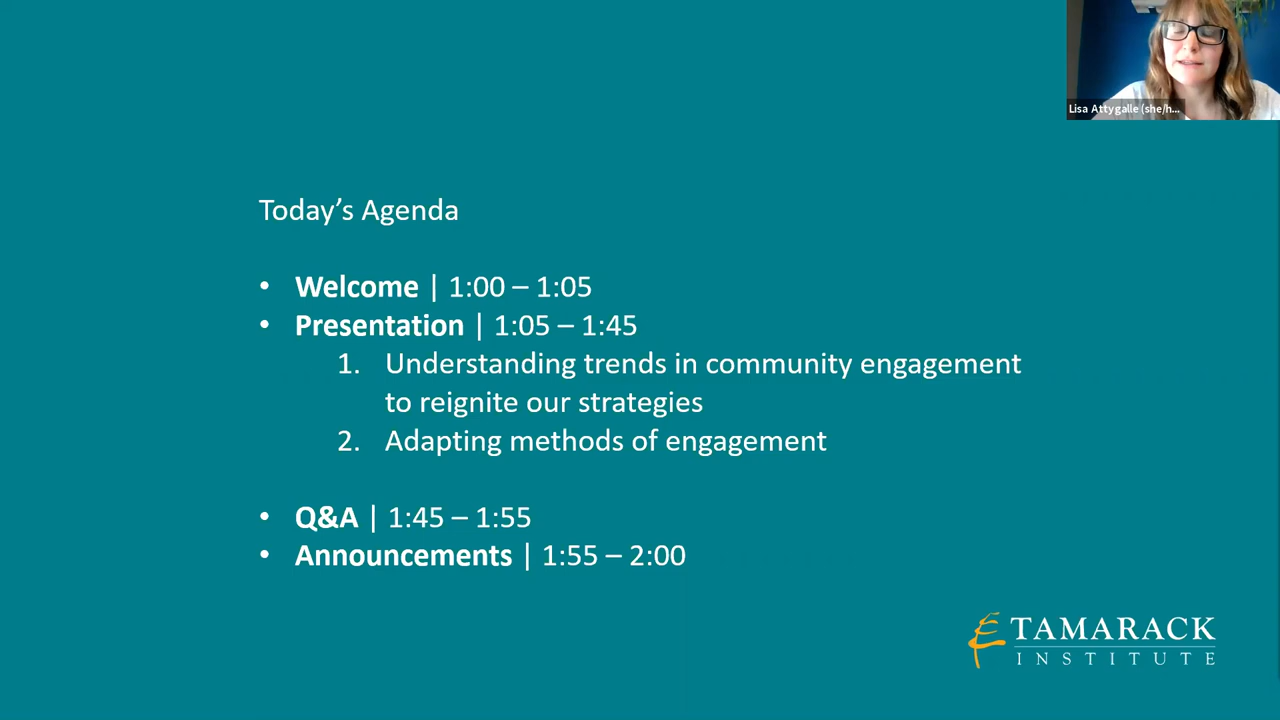 Lisa Attygalle (she/h...
Today’s Agenda
• Welcome | 1:00 – 1:05
• Presentation | 1:05 – 1:45
1. Understanding trends in community engagement
to reignite our strategies
2. Adapting methods of engagement
• Q&A | 1:45 – 1:55
• Announcements | 1:55 – 2:00
TAMARACK
INSTITUTE